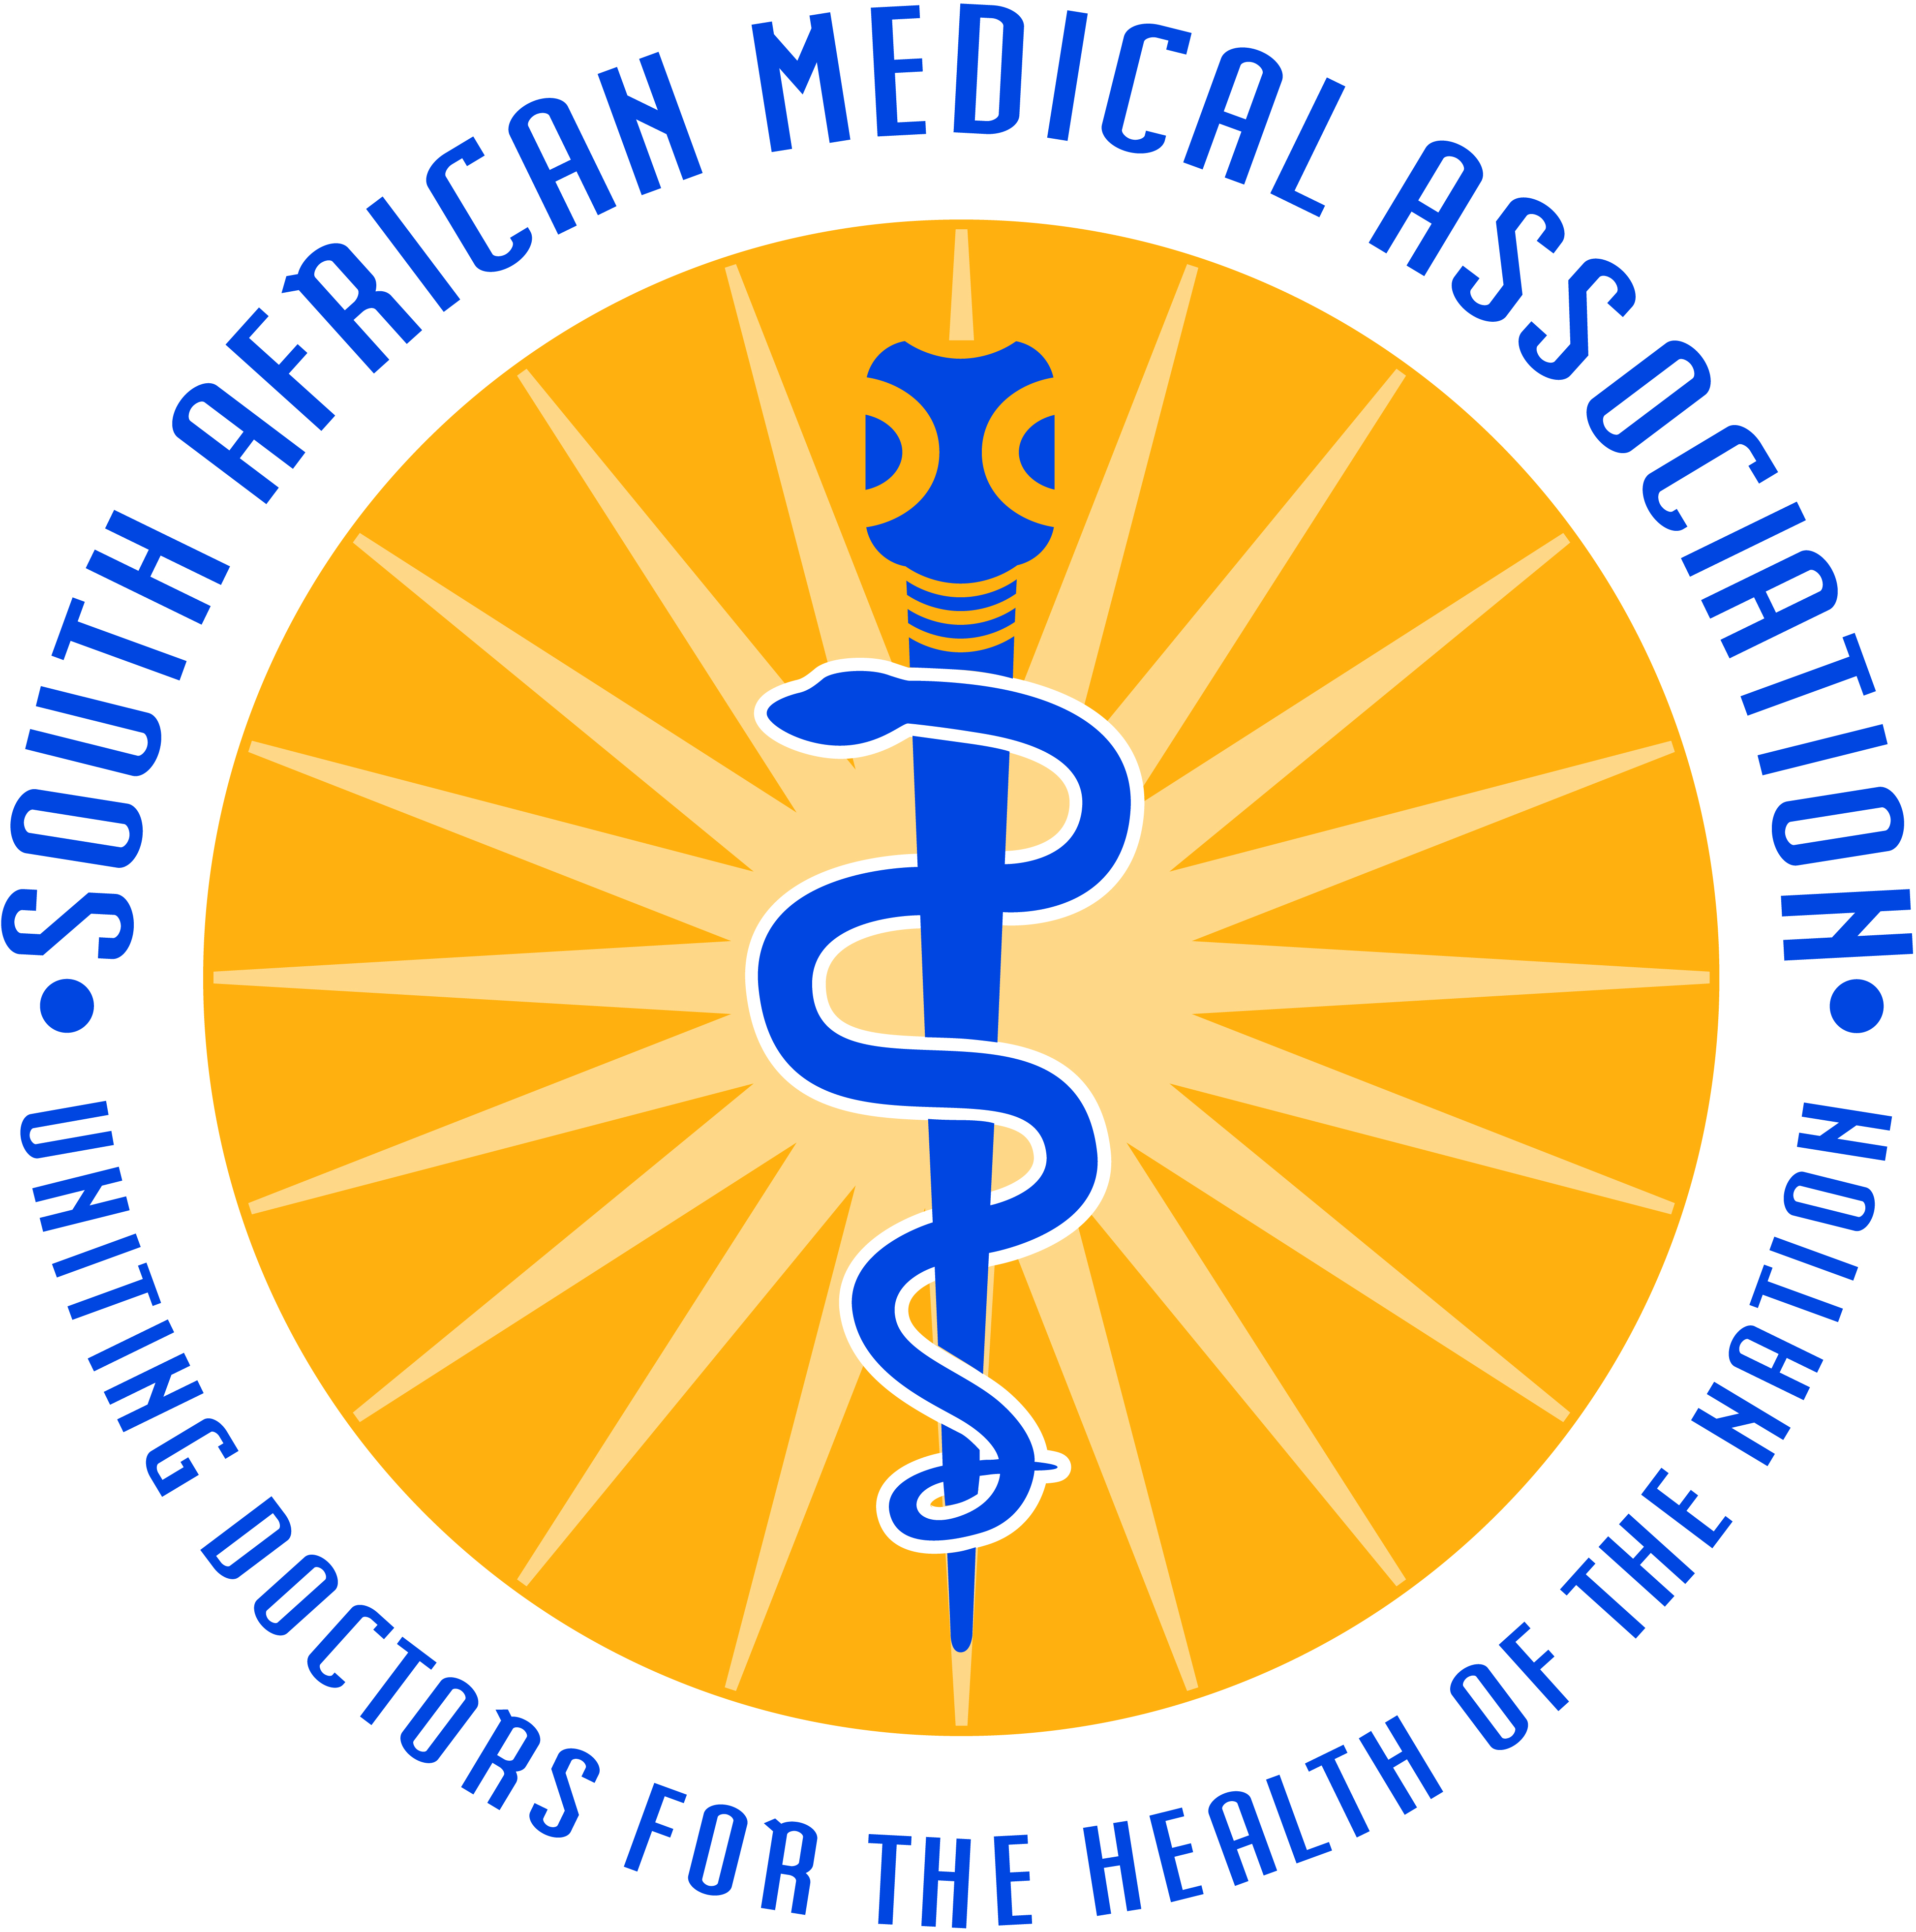 SOUTH AFRICAN MEDICAL ASSOCIATION
UNITING DOCTORS FOR THE HEALTH OF THE NATION